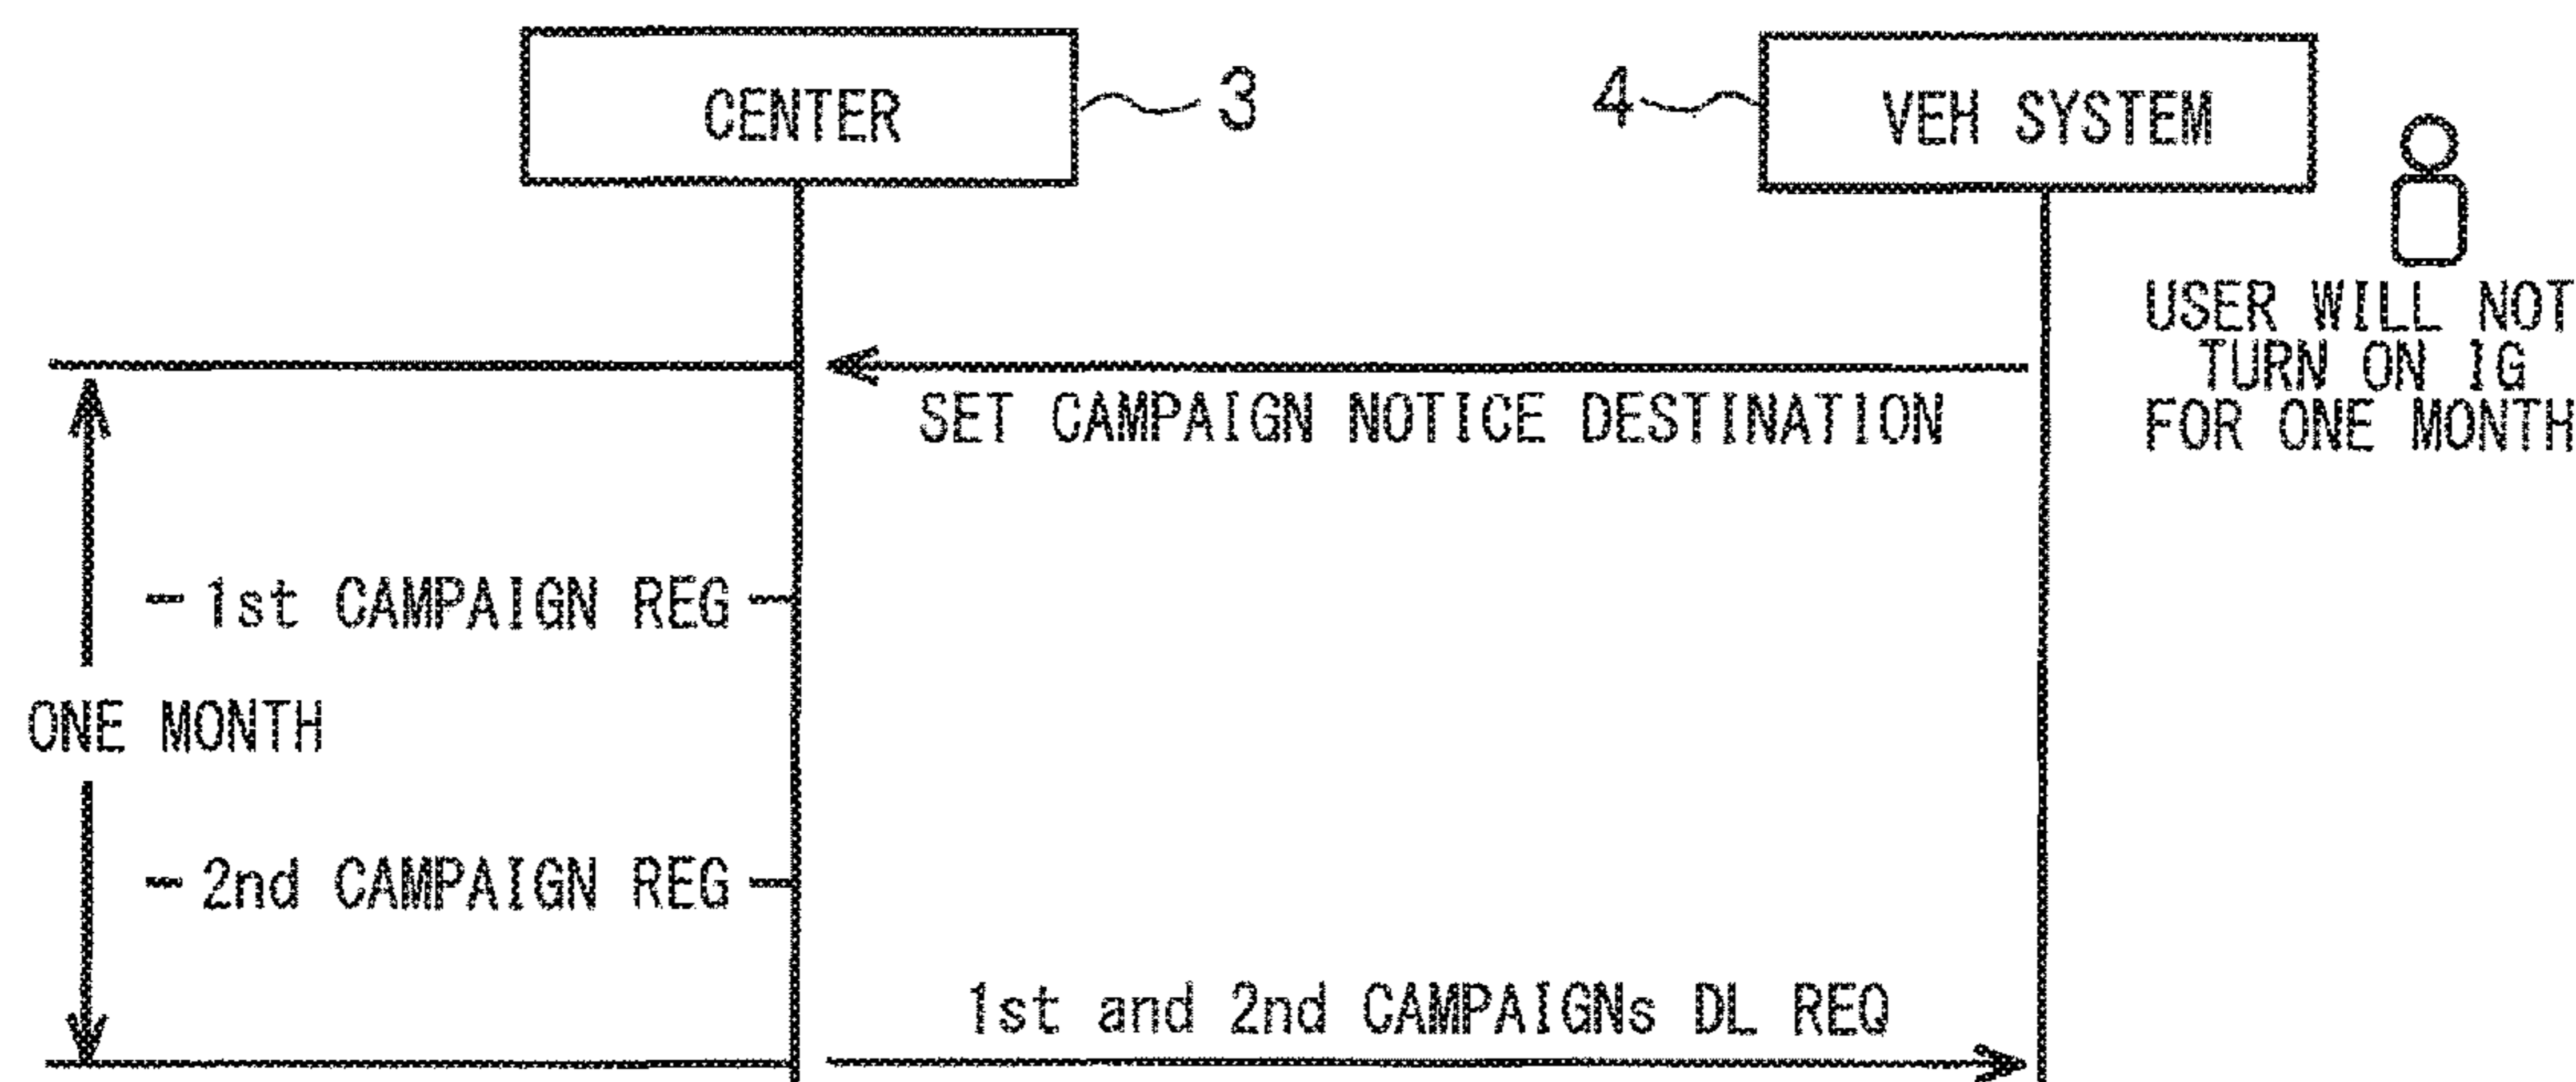 CENTER
3
4
VEH SYSTEM
USER WILL NOT
TURN ON IG
FOR ONE MONTH
SET CAMPAIGN NOTICE DESTINATION
1st CAMPAIGN REG
ONE MONTH
2nd CAMPAIGN REG
1st and 2nd CAMPAIGNs DL REQ